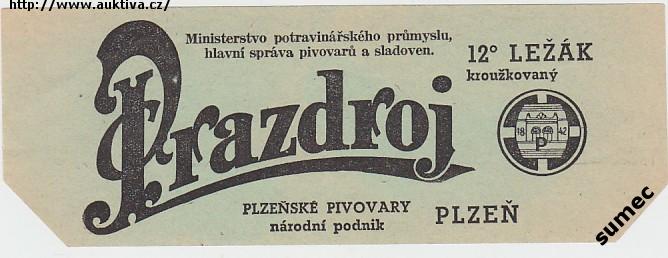 http://www.auktiva.cz/
Ministerstvo potravinářského průmyslu,
hlavní správa pivovarů a sladoven.
12° LEŽÁK
kroužkovaný
Prazdroj
18 42
P
PLZEŇSKÉ PIVOVARY
národní podnik
PLZEŇ
sumec